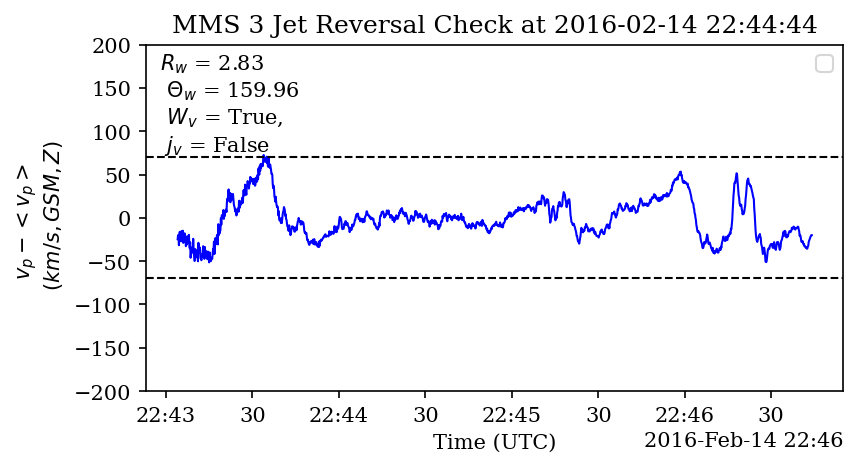 MMS 3 Jet Reversal Check at 2016-02-14 22:44:44
200
150
100
50
0
−50
−100
−150
−200
v_p − < v_p >
(km/s, GSM, Z)
R_w = 2.83
Θ_w = 159.96
W_v = True,
j_v = False
22:43 30 22:44 30 22:45 30 22:46 30
Time (UTC)
2016-Feb-14 22:46